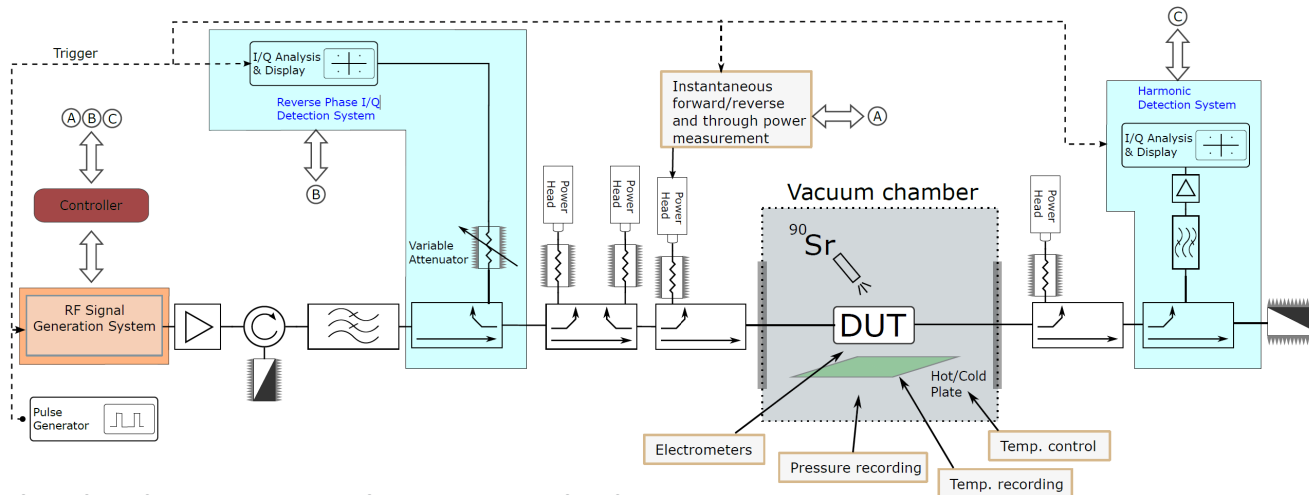 Trigger
I/Q Analysis
& Display
Reverse Phase I/Q
Detection System
Instantaneous
forward/reverse
and through power
measurement
A
C
Harmonic
Detection System
I/Q Analysis
& Display
A B C
B
Controller
Variable
Attenuator
Power
Head
Power
Head
Power
Head
Power
Head
Vacuum chamber
90Sr
DUT
Hot/Cold
Plate
RF Signal
Generation System
Pulse
Generator
Electrometers
Pressure recording
Temp. control
Temp. recording